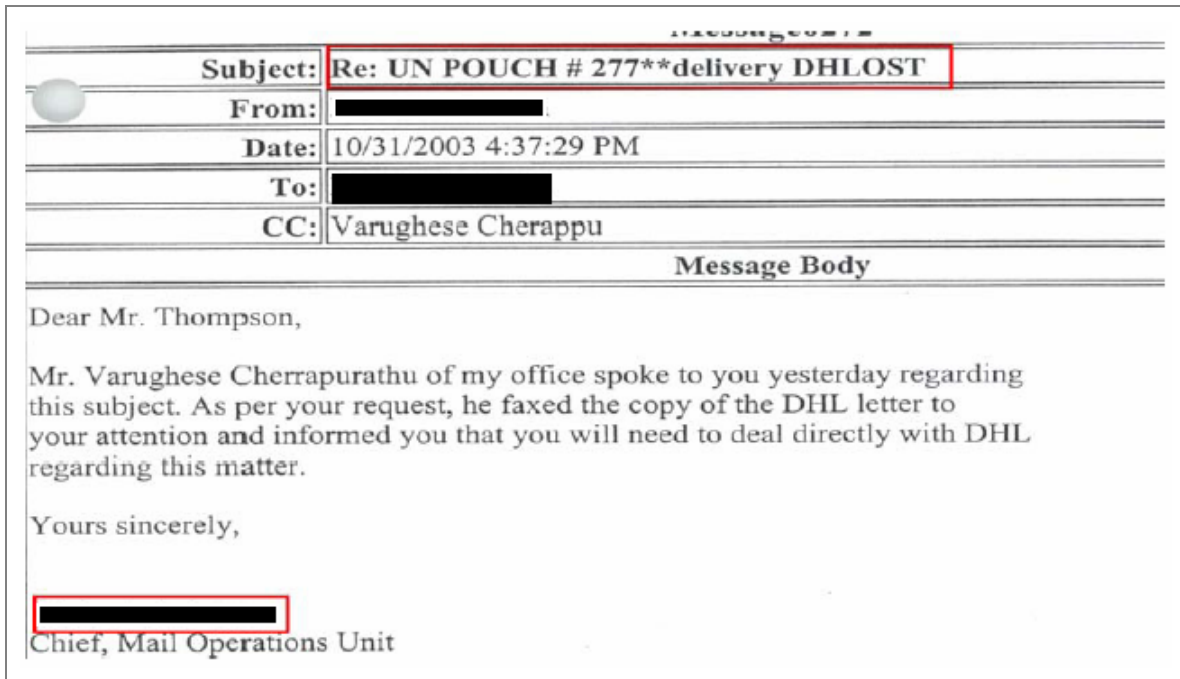 Subject: Re: UN POUCH # 277**delivery DHLOST
From:
Date: 10/31/2003 4:37:29 PM
To:
CC: Varughese Cherappu
Message Body
Dear Mr. Thompson,
Mr. Varughese Cherrapurathu of my office spoke to you yesterday regarding
this subject. As per your request, he faxed the copy of the DHL letter to
your attention and informed you that you will need to deal directly with DHL
regarding this matter.
Yours sincerely,
Chief, Mail Operations Unit